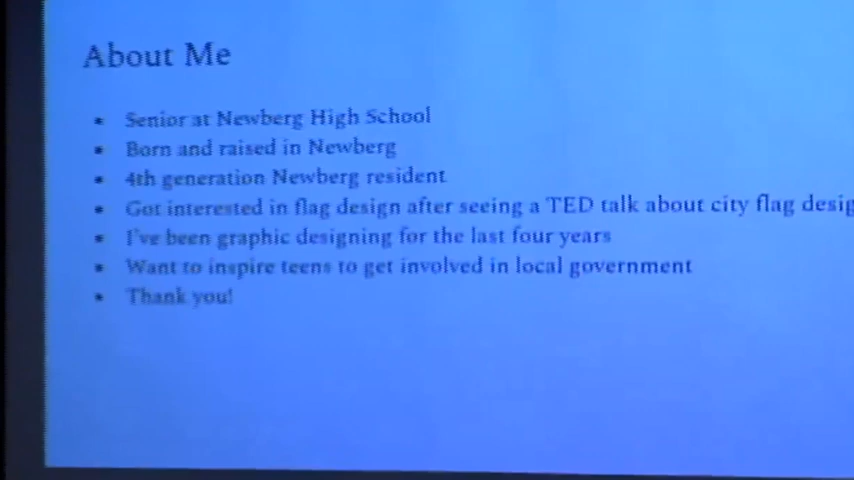 About Me
Senior at Newberg High School
Born and raised in Newberg
4th generation Newberg resident
Got interested in flag design after seeing a TED talk about city flag desig
I've been graphic designing for the last four years
Want to inspire teens to get involved in local government
Thank you!